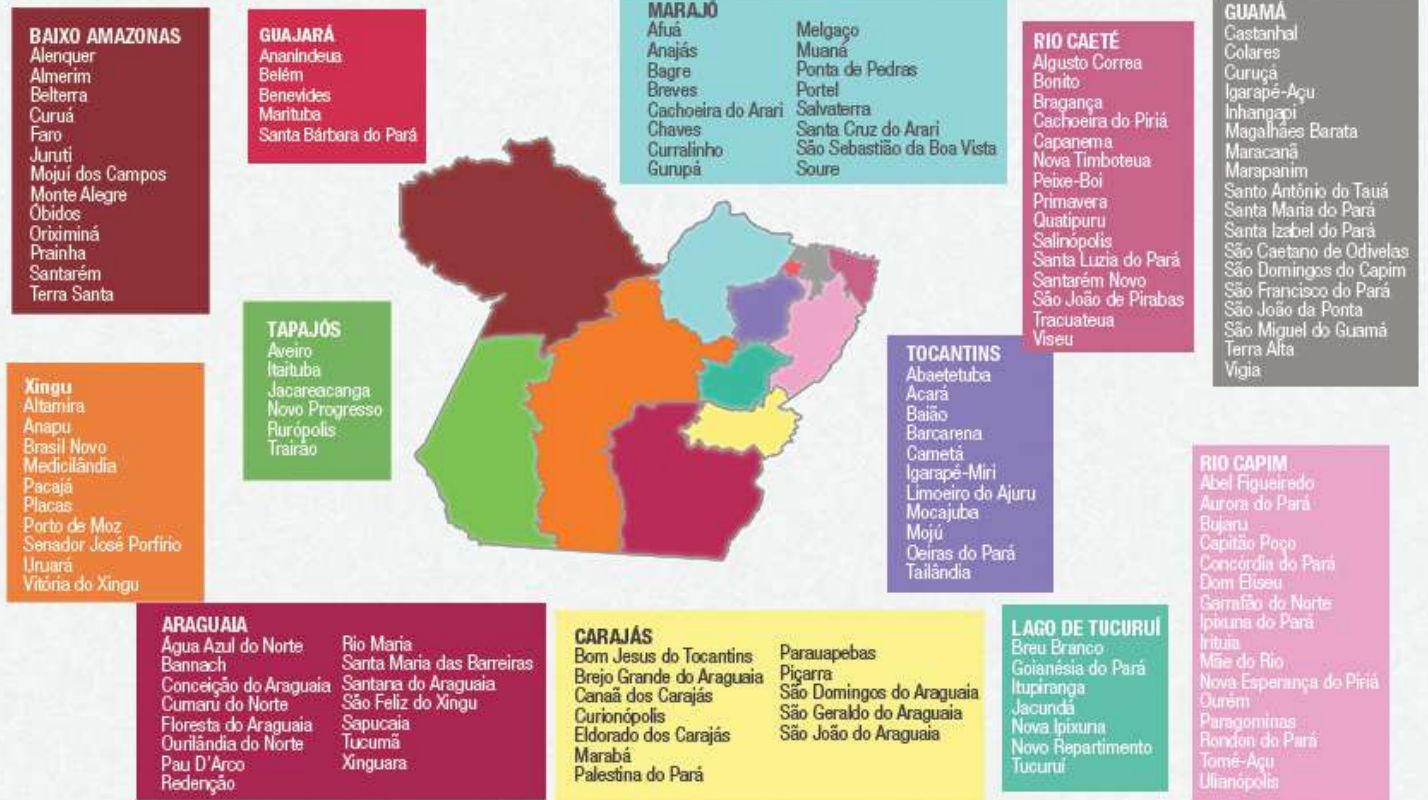 BAIXO AMAZONAS
Alenquer
Almerim
Belterra
Curuá
Faro
Juruti
Mojuí dos Campos
Monte Alegre
Óbidos
Oriximiná
Prainha
Santarém
Terra Santa
GUAJARÁ
Ananindeua
Belém
Benevides
Marituba
Santa Bárbara do Pará
MARAJÓ
Afuá
Anajás
Bagre
Breves
Cachoeira do Arari
Chaves
Curralinho
Gurupá
Melgaço
Muaná
Ponta de Pedras
Portel
Salvaterra
Santa Cruz do Arari
São Sebastião da Boa Vista
Soure
RIO CAETÉ
Algusto Correa
Bonito
Bragança
Cachoeira do Piriá
Capanema
Nova Timboteua
Peixe-Boi
Primavera
Quatipuru
Salinópolis
Santa Luzia do Pará
Santarém Novo
São João de Pirabas
Tracuateua
Viseu
GUAMÁ
Castanhal
Colares
Curuçá
Igarapé-Açu
Inhangapi
Magalhães Barata
Maracanã
Marapanim
Santo Antônio do Tauá
Santa Maria do Pará
Santa Izabel do Pará
São Caetano de Odivelas
São Domingos do Capim
São Francisco do Pará
São João da Ponta
São Miguel do Guamá
Terra Alta
Vigia
TAPAJÓS
Aveiro
Itaituba
Jacareacanga
Novo Progresso
Rurópolis
Trairão
Xingu
Altamira
Anapu
Brasil Novo
Medicilândia
Pacajá
Placas
Porto de Moz
Senador José Porfírio
Uruará
Vitória do Xingu
TOCANTINS
Abaetetuba
Acará
Baião
Barcarena
Cametá
Igarapé-Miri
Limoeiro do Ajuru
Mocajuba
Mojú
Oeiras do Pará
Tailândia
RIO CAPIM
Abel Figueiredo
Aurora do Pará
Bujaru
Capitão Poço
Concórdia do Pará
Dom Eliseu
Garrafão do Norte
Ipixuna do Pará
Irituia
Mãe do Rio
Nova Esperança do Piriá
Ourém
Paragominas
Rondon do Pará
Tomé-Açu
Ulianópolis
ARAGUAIA
Água Azul do Norte
Bannach
Conceição do Araguaia
Cumaru do Norte
Floresta do Araguaia
Ourilândia do Norte
Pau D'Arco
Redenção
Rio Maria
Santa Maria das Barreiras
Santana do Araguaia
São Feliz do Xingu
Sapucaia
Tucumã
Xinguara
CARAJÁS
Bom Jesus do Tocantins
Brejo Grande do Araguaia
Canaã dos Carajás
Curionópolis
Eldorado dos Carajás
Marabá
Palestina do Pará
Parauapebas
Piçarra
São Domingos do Araguaia
São Geraldo do Araguaia
São João do Araguaia
LAGO DE TUCURUÍ
Breu Branco
Goianésia do Pará
Itupiranga
Jacundá
Nova Ipixuna
Novo Repartimento
Tucuruí